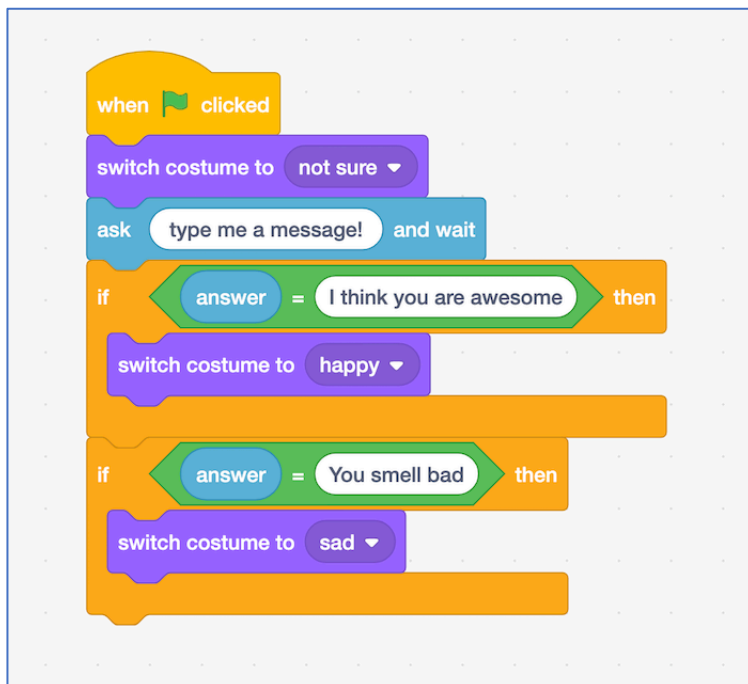 when clicked
switch costume to not sure
ask type me a message! and wait
if answer = I think you are awesome then
switch costume to happy
if answer = You smell bad then
switch costume to sad